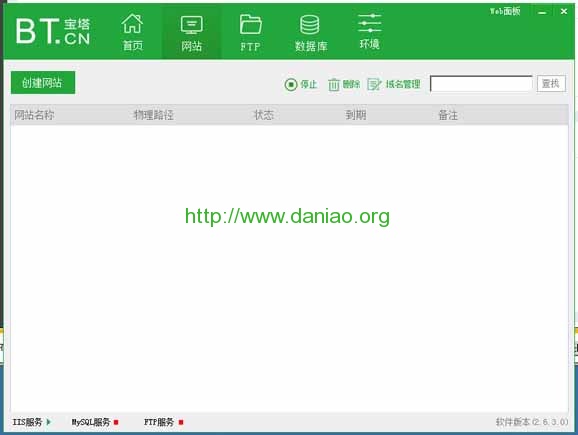 Web面板
BT.CN 宝塔
首页 网站 FTP 数据库 环境
创建网站 停止 删除 域名管理 查找
网站名称 物理路径 状态 到期 备注
http://www.daniao.org
IIS服务 MySQL服务 FTP服务 软件版本(2.6.3.0)